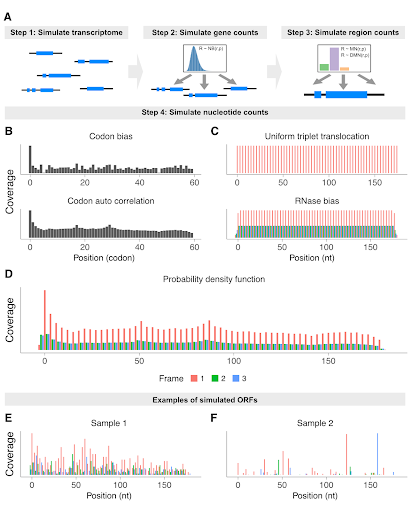 A
Step 1: Simulate transcriptome
Step 2: Simulate gene counts
Step 3: Simulate region counts
R ~ NB(r,p)
R ~ MN(r,p)
R ~ DMN(r,p)
Step 4: Simulate nucleotide counts
B
C
Codon bias
Uniform triplet translocation
0 20 40 60
0 50 100 150
Coverage
Codon auto correlation
RNase bias
0 20 40 60
0 50 100 150
Position (codon)
Position (nt)
D
Probability density function
Coverage
0 50 100 150
Frame 1 2 3
Examples of simulated ORFs
E
F
Sample 1
Sample 2
Coverage
0 50 100 150
0 50 100 150
Position (nt)
Position (nt)